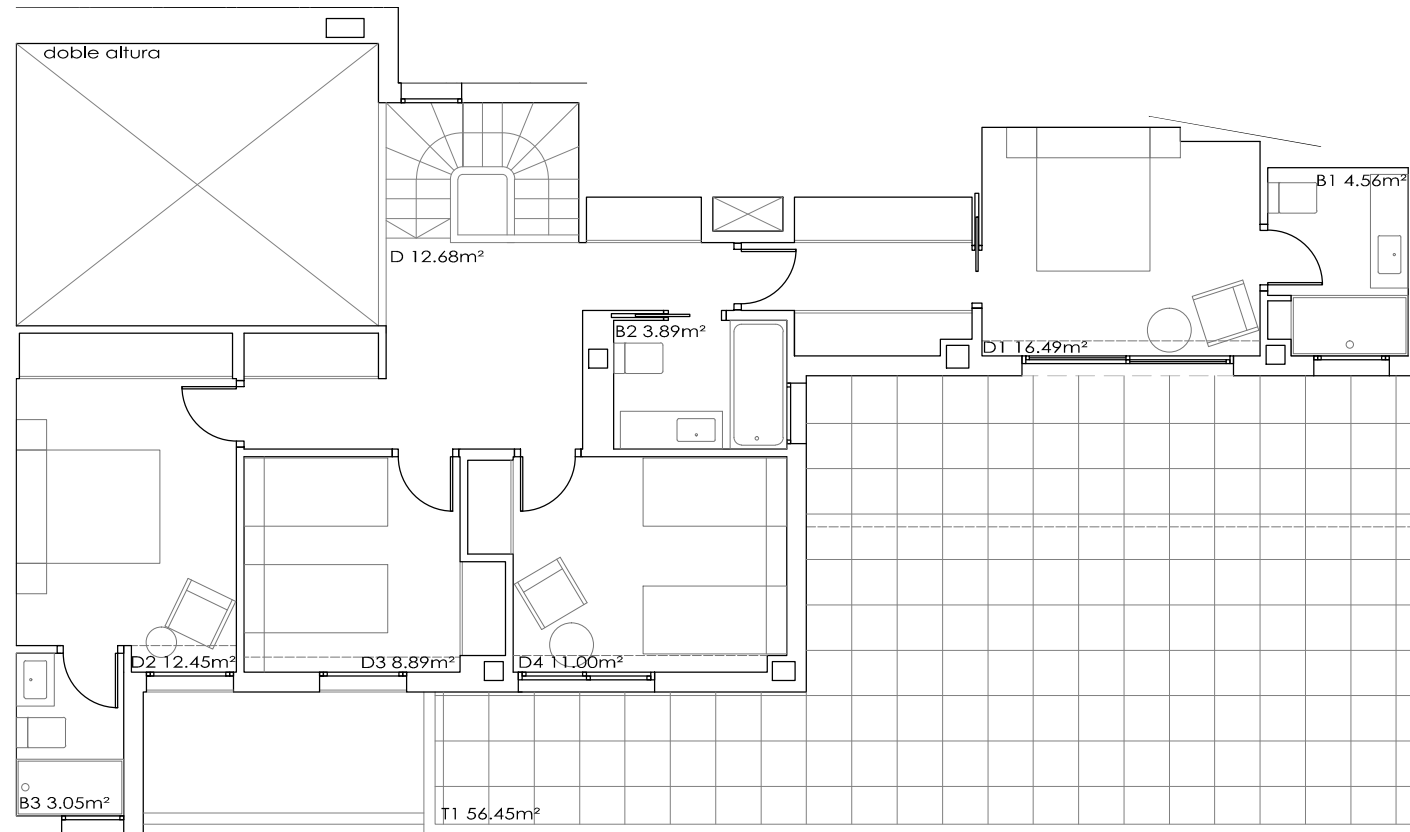 doble altura
B1 4.56m²
D 12.68m²
B2 3.89m²
D1 16.49m²
D2 12.45m²
D3 8.89m²
D4 11.00m²
B3 3.05m²
T1 56.45m²